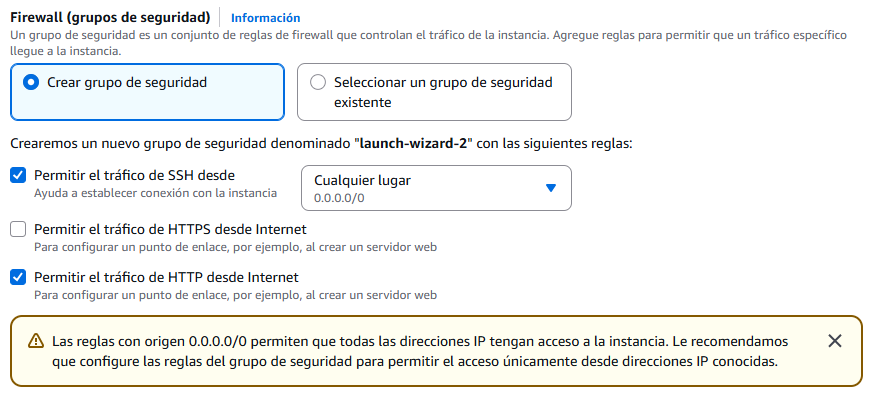 Firewall (grupos de seguridad) Información
Un grupo de seguridad es un conjunto de reglas de firewall que controlan el tráfico de la instancia. Agregue reglas para permitir que un tráfico específico
llegue a la instancia.
Crear grupo de seguridad
Seleccionar un grupo de seguridad
existente
Crearemos un nuevo grupo de seguridad denominado "launch-wizard-2" con las siguientes reglas:
Permitir el tráfico de SSH desde
Ayuda a establecer conexión con la instancia
Cualquier lugar
0.0.0.0/0
Permitir el tráfico de HTTPS desde Internet
Para configurar un punto de enlace, por ejemplo, al crear un servidor web
Permitir el tráfico de HTTP desde Internet
Para configurar un punto de enlace, por ejemplo, al crear un servidor web
Las reglas con origen 0.0.0.0/0 permiten que todas las direcciones IP tengan acceso a la instancia. Le recomendamos
que configure las reglas del grupo de seguridad para permitir el acceso únicamente desde direcciones IP conocidas.